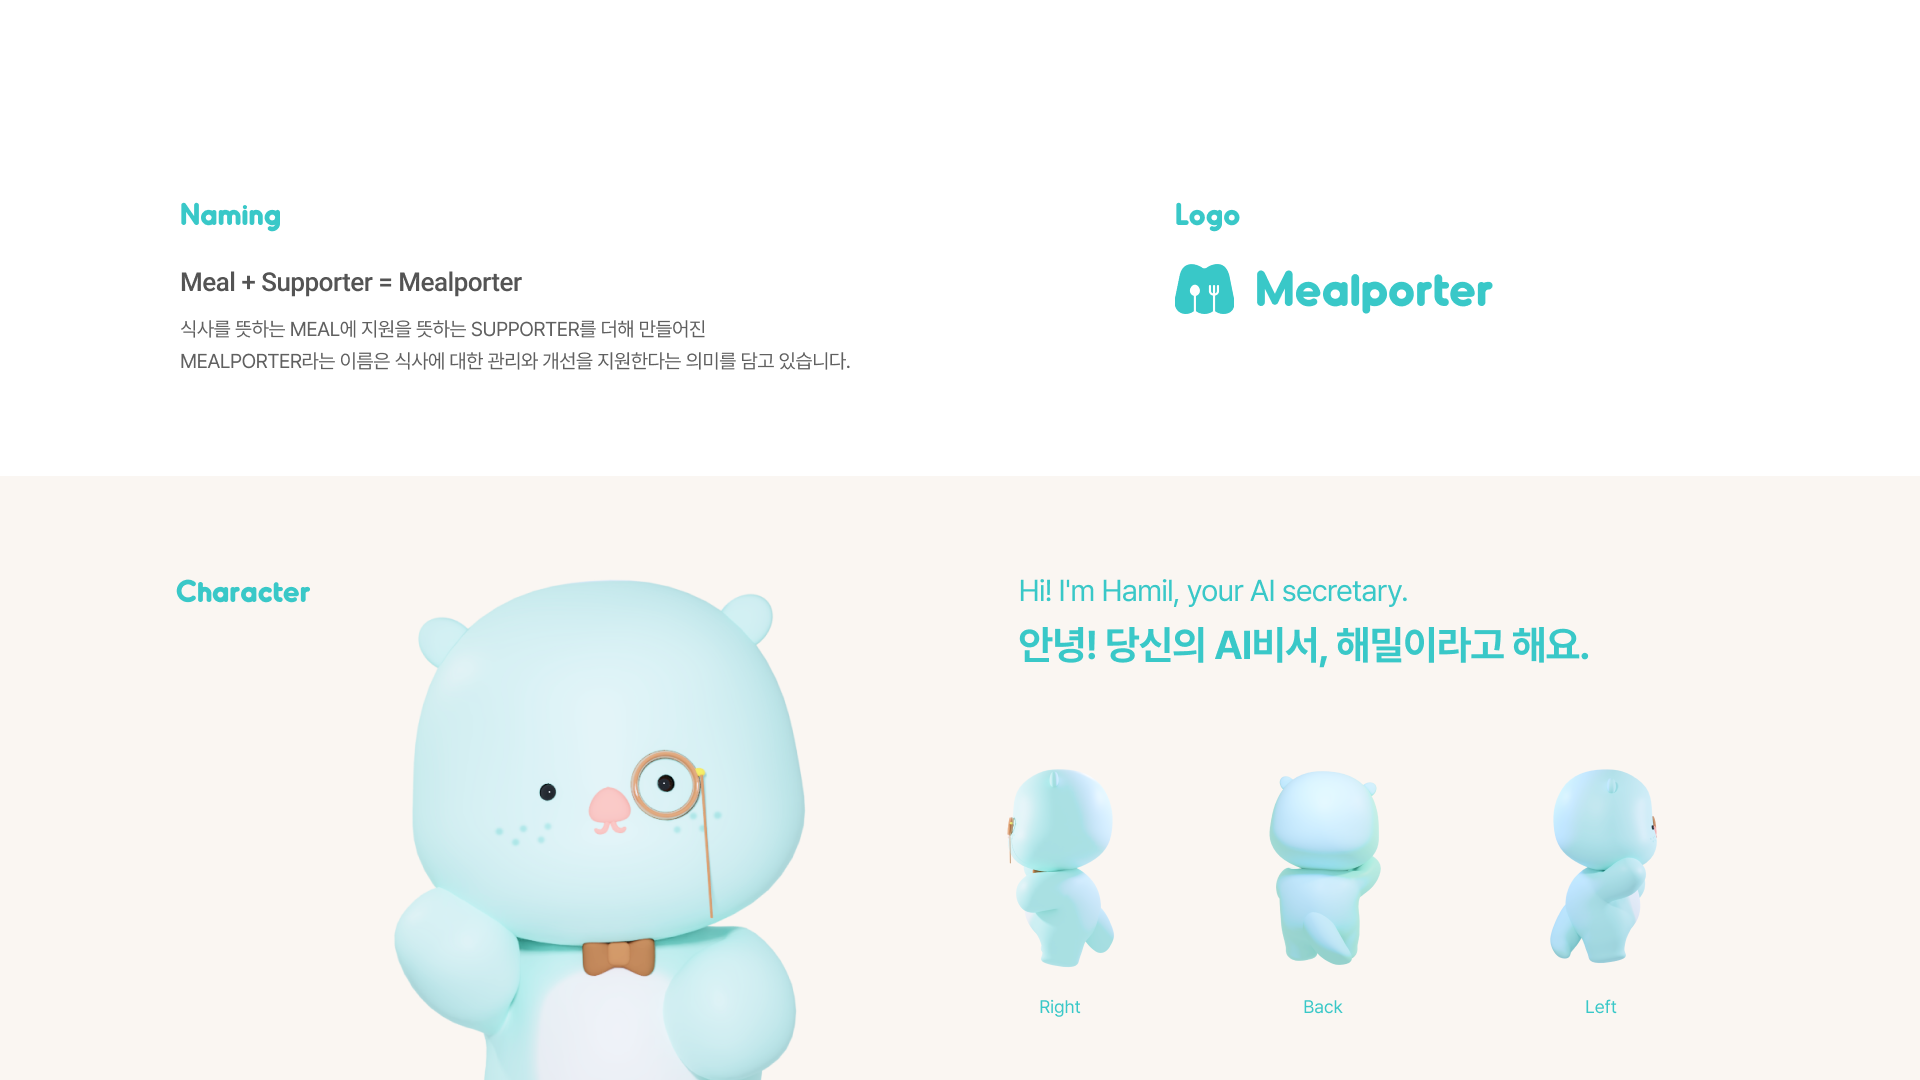 Naming
Meal + Supporter = Mealporter
식사를 뜻하는 MEAL에 지원을 뜻하는 SUPPORTER를 더해 만들어진
MEALPORTER라는 이름은 식사에 대한 관리와 개선을 지원한다는 의미를 담고 있습니다.
Logo
Mealporter
Character
Hi! I'm Hamil, your AI secretary.
안녕! 당신의 AI비서, 해밀이라고 해요.
Right
Back
Left